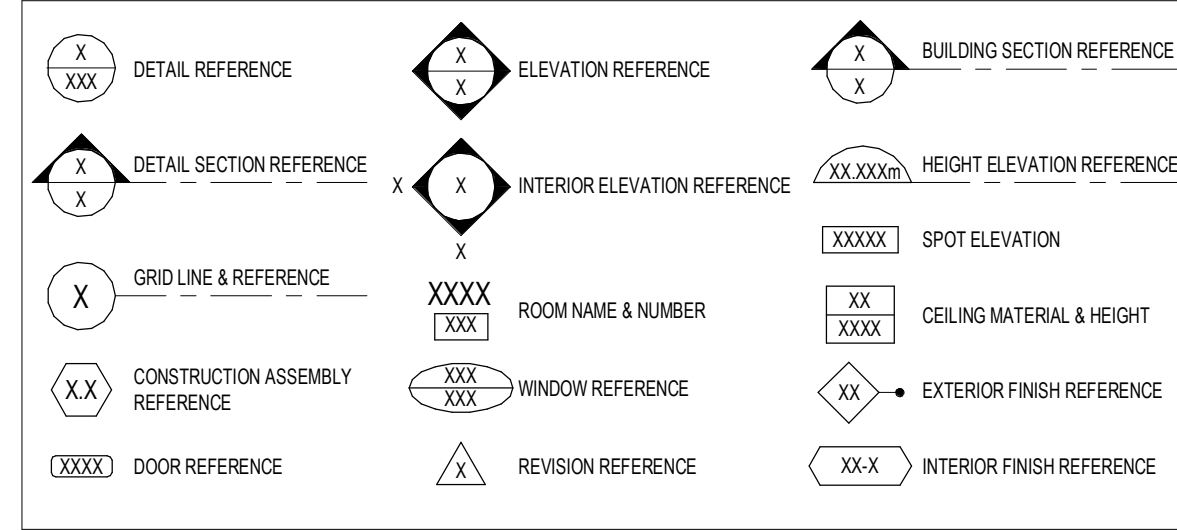 X
XXX
DETAIL REFERENCE
X
X
DETAIL SECTION REFERENCE
X
GRID LINE & REFERENCE
X.X
CONSTRUCTION ASSEMBLY
REFERENCE
XXXX
DOOR REFERENCE
X
X
ELEVATION REFERENCE
X
X
INTERIOR ELEVATION REFERENCE
X
XXXX
XXX
ROOM NAME & NUMBER
XXX
XXX
WINDOW REFERENCE
X
REVISION REFERENCE
X
X
BUILDING SECTION REFERENCE
XX.XXXm
HEIGHT ELEVATION REFERENCE
XXXXX
SPOT ELEVATION
XX
XXXX
CEILING MATERIAL & HEIGHT
XX
EXTERIOR FINISH REFERENCE
XX-X
INTERIOR FINISH REFERENCE